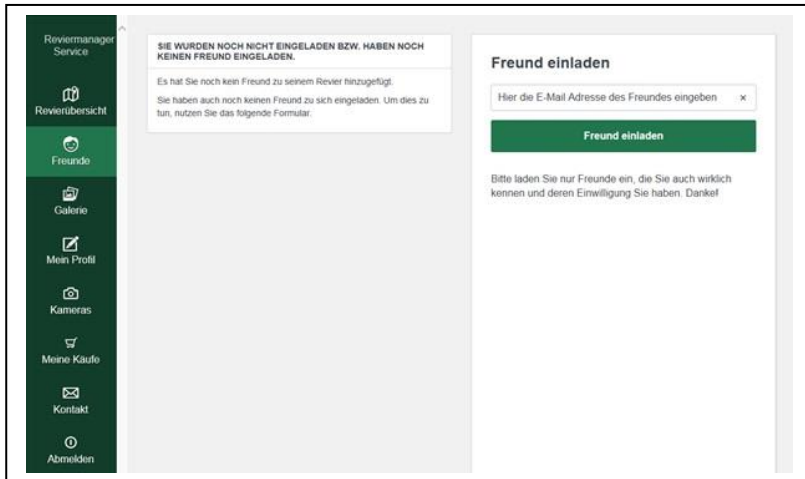 Reviermanager
Service
Revierübersicht
Freunde
Galerie
Mein Profil
Kameras
Meine Käufe
Kontakt
Abmelden
SIE WURDEN NOCH NICHT EINGELADEN BZW. HABEN NOCH
KEINEN FREUND EINGELADEN.
Es hat Sie noch kein Freund zu seinem Revier hinzugefügt.
Sie haben auch noch keinen Freund zu sich eingeladen. Um dies zu
tun, nutzen Sie das folgende Formular.
Freund einladen
Hier die E-Mail Adresse des Freundes eingeben ×
Freund einladen
Bitte laden Sie nur Freunde ein, die Sie auch wirklich
kennen und deren Einwilligung Sie haben. Danke!